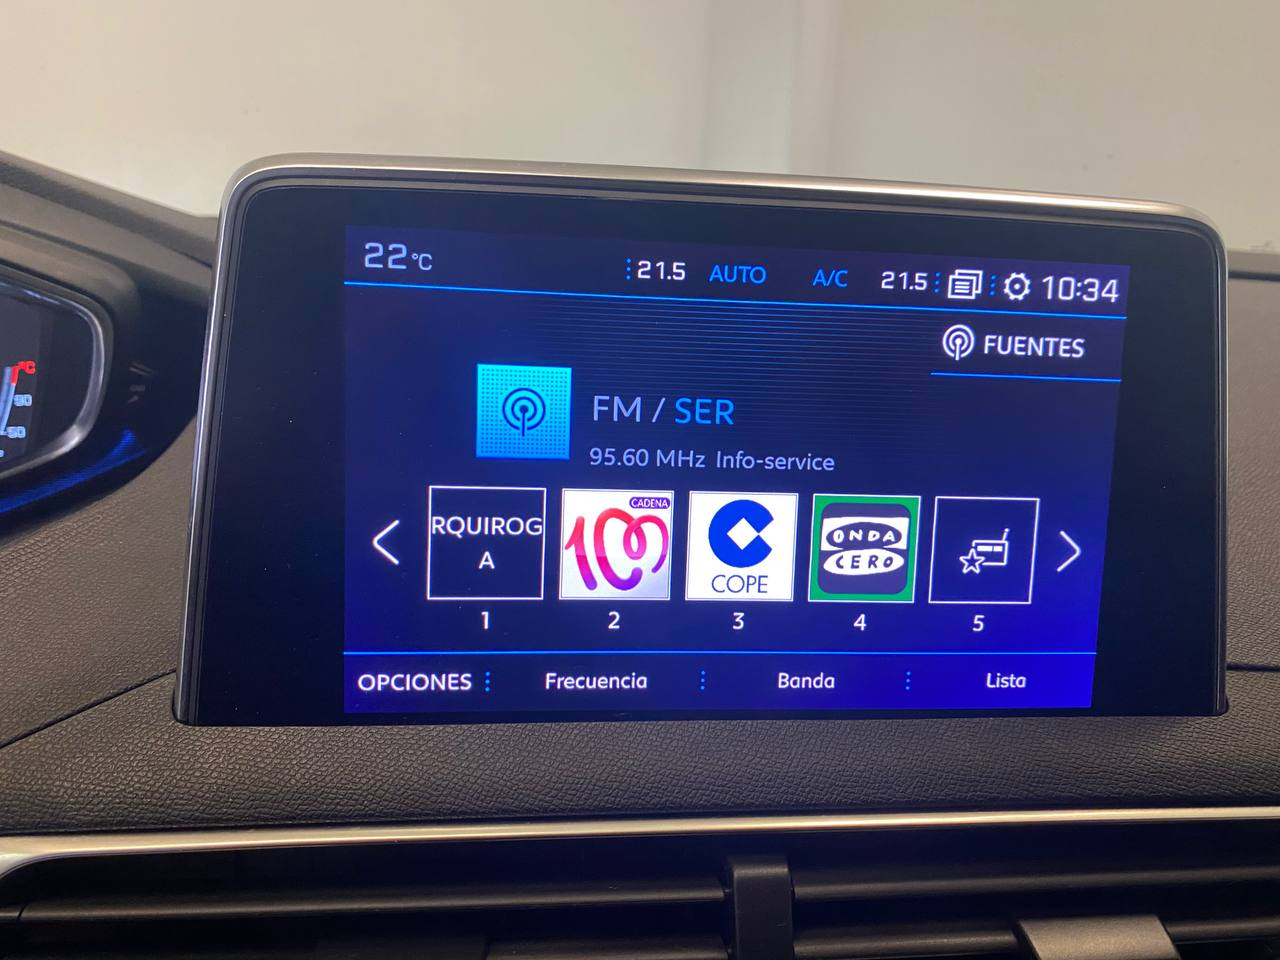 22°C
21.5 AUTO A/C 21.5 10:34
FUENTES
FM / SER
95.60 MHz Info-service
RQUIROG
A
CADENA
100
COPE
ONDA
CERO
1 2 3 4 5
OPCIONES Frecuencia Banda Lista
°C
90